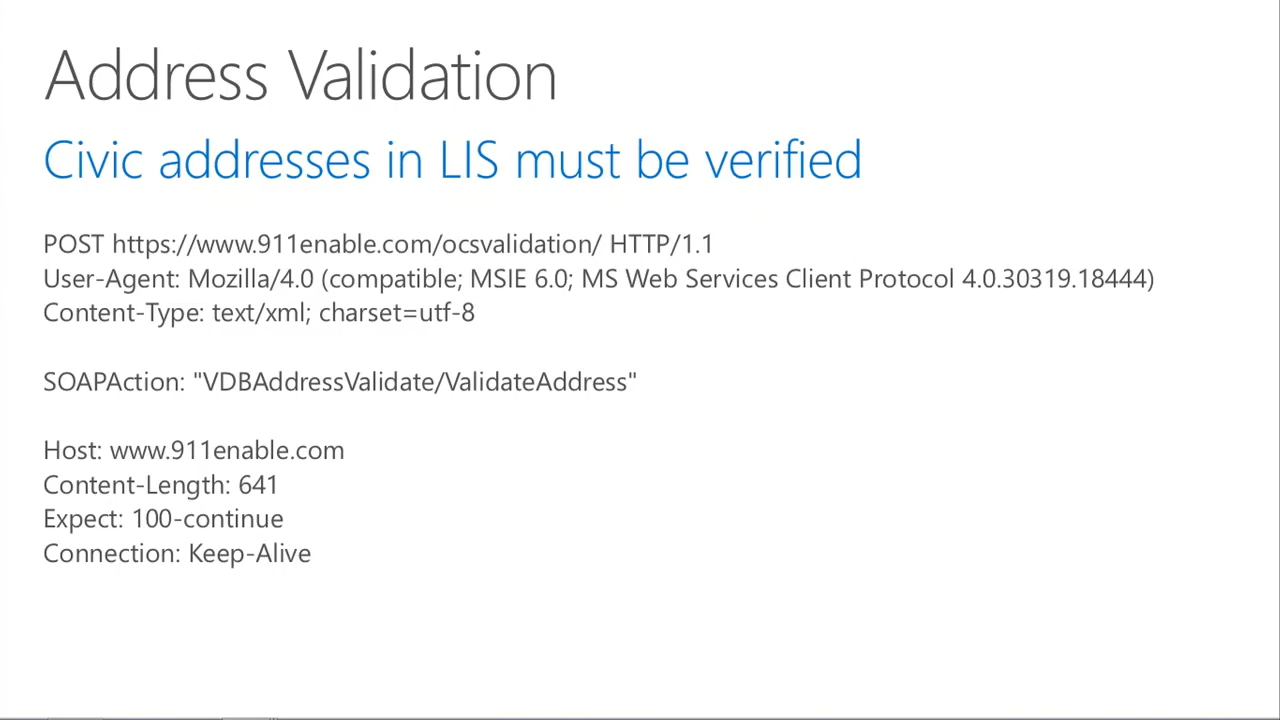 Address Validation
Civic addresses in LIS must be verified
POST https://www.911enable.com/ocsvalidation/ HTTP/1.1
User-Agent: Mozilla/4.0 (compatible; MSIE 6.0; MS Web Services Client Protocol 4.0.30319.18444)
Content-Type: text/xml; charset=utf-8
SOAPAction: "VDBAddressValidate/ValidateAddress"
Host: www.911enable.com
Content-Length: 641
Expect: 100-continue
Connection: Keep-Alive